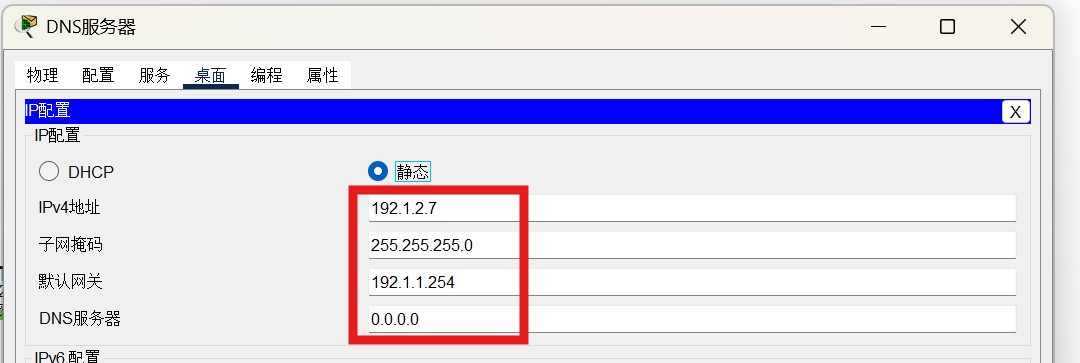 DNS服务器
物理 配置 服务 桌面 编程 属性
IP配置 X
IP配置
DHCP 静态
IPv4地址 192.1.2.7
子网掩码 255.255.255.0
默认网关 192.1.1.254
DNS服务器 0.0.0.0
IPv6 配置